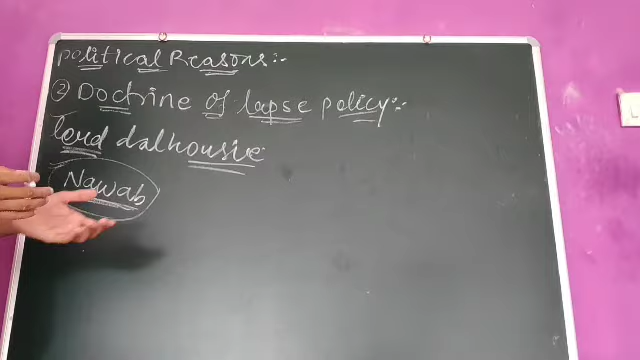 political Reasons:-
② Doctrine of lapse policy:-
lord dalhousie
Nawab